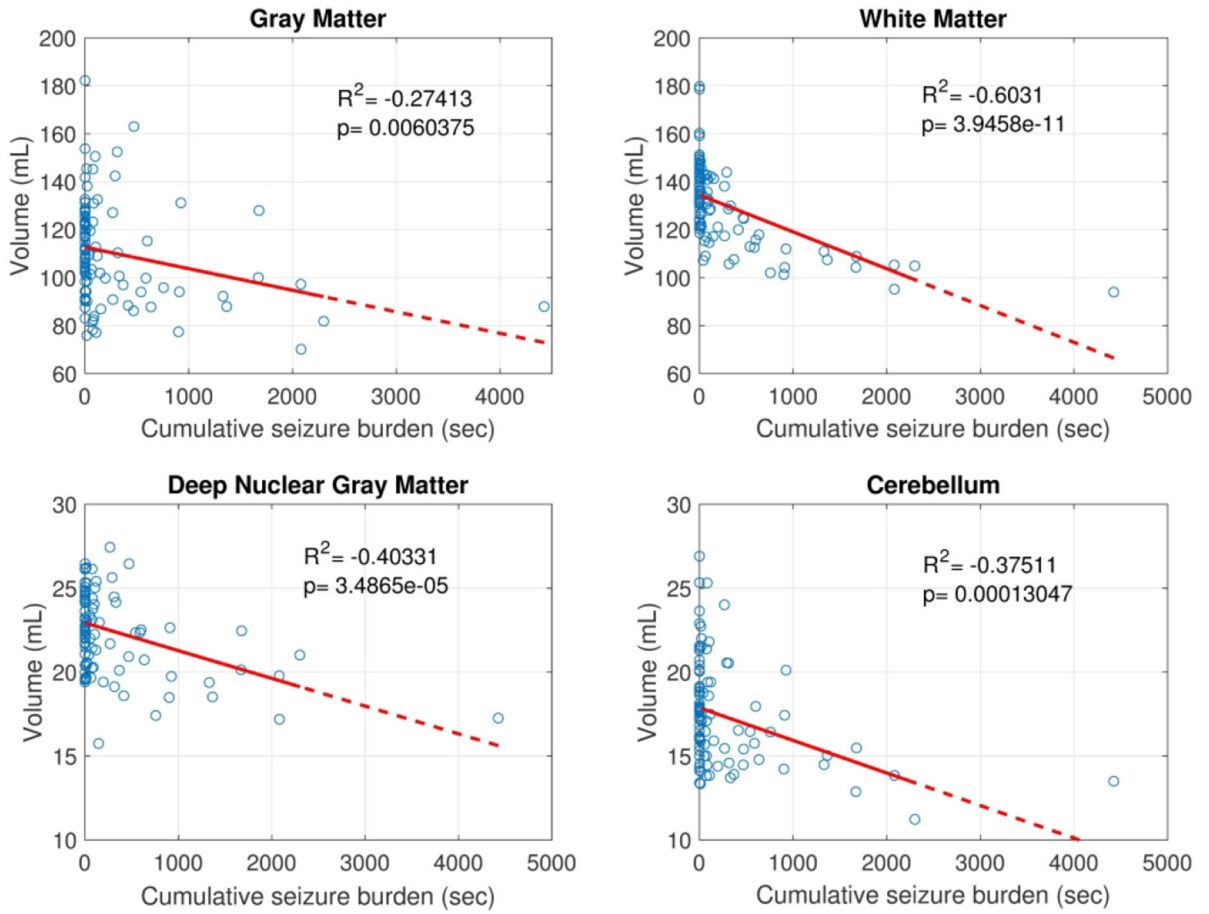 Gray Matter
200
180
160
140
120
100
80
60
Volume (mL)
R2= -0.27413
p= 0.0060375
0 1000 2000 3000 4000
Cumulative seizure burden (sec)
White Matter
200
180
160
140
120
100
80
60
Volume (mL)
R2= -0.6031
p= 3.9458e-11
0 1000 2000 3000 4000 5000
Cumulative seizure burden (sec)
Deep Nuclear Gray Matter
30
25
20
15
10
Volume (mL)
R2= -0.40331
p= 3.4865e-05
0 1000 2000 3000 4000 5000
Cumulative seizure burden (sec)
Cerebellum
30
25
20
15
10
Volume (mL)
R2= -0.37511
p= 0.00013047
0 1000 2000 3000 4000 5000
Cumulative seizure burden (sec)